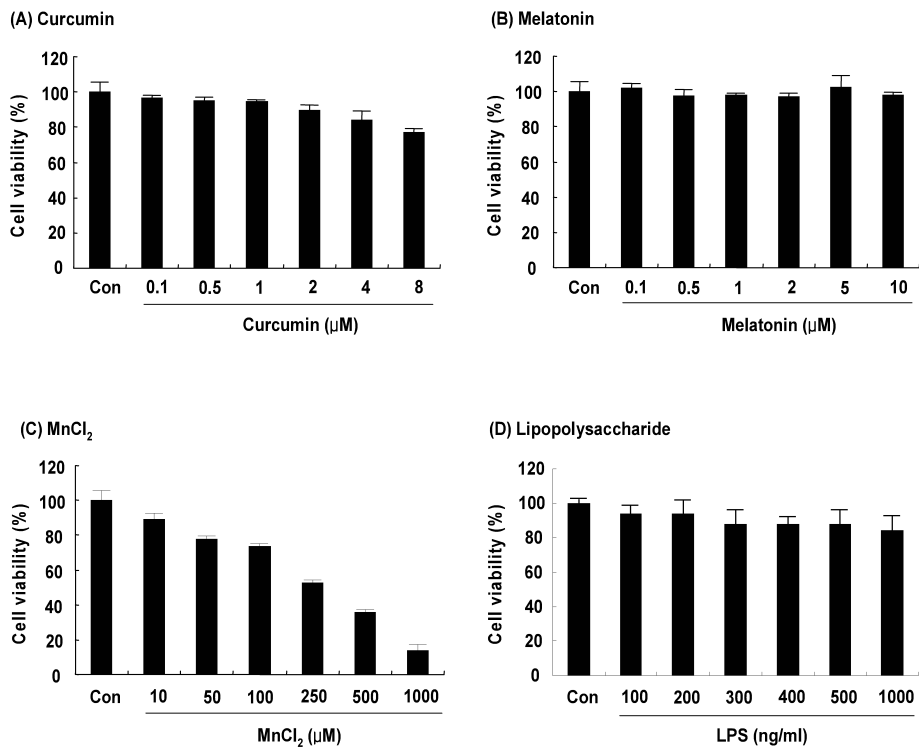 (A) Curcumin
Cell viability (%)
120
100
80
60
40
20
0
Con 0.1 0.5 1 2 4 8
Curcumin (μM)
(B) Melatonin
Cell viability (%)
120
100
80
60
40
20
0
Con 0.1 0.5 1 2 5 10
Melatonin (μM)
(C) MnCl₂
Cell viability (%)
120
100
80
60
40
20
0
Con 10 50 100 250 500 1000
MnCl₂ (μM)
(D) Lipopolysaccharide
Cell viability (%)
120
100
80
60
40
20
0
Con 100 200 300 400 500 1000
LPS (ng/ml)